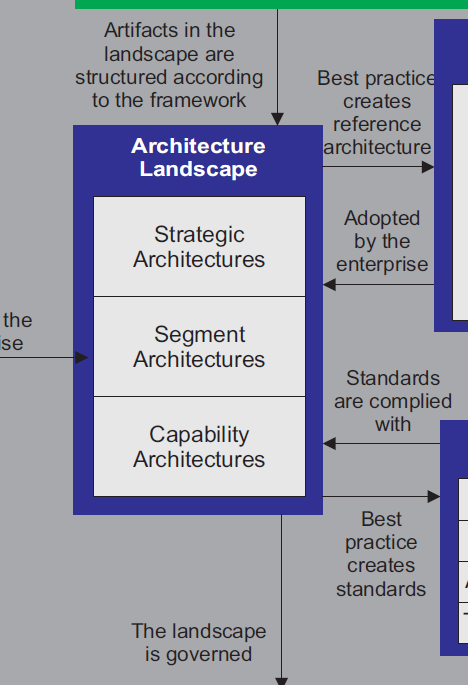 Artifacts in the
landscape are
structured according
to the framework
Best practice
creates
reference
architecture
Architecture
Landscape
Strategic
Architectures
Adopted
by the
enterprise
the
Segment
Architectures
Standards
are complied
with
Capability
Architectures
Best
practice
creates
standards
The landscape
is governed